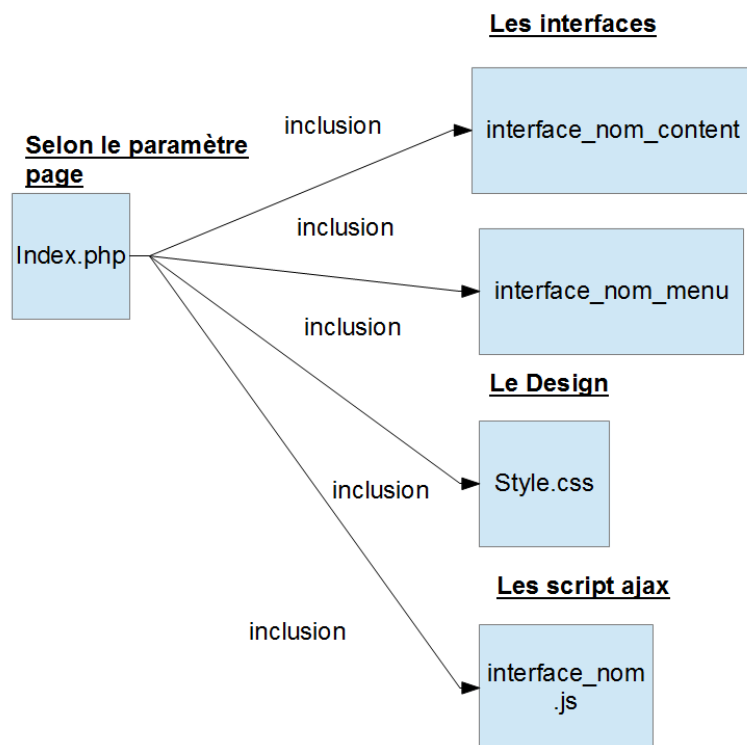 Les interfaces
interface_nom_content
inclusion
Selon le paramètre
page
Index.php
inclusion
interface_nom_menu
inclusion
Le Design
Style.css
inclusion
Les script ajax
inclusion
interface_nom
.js